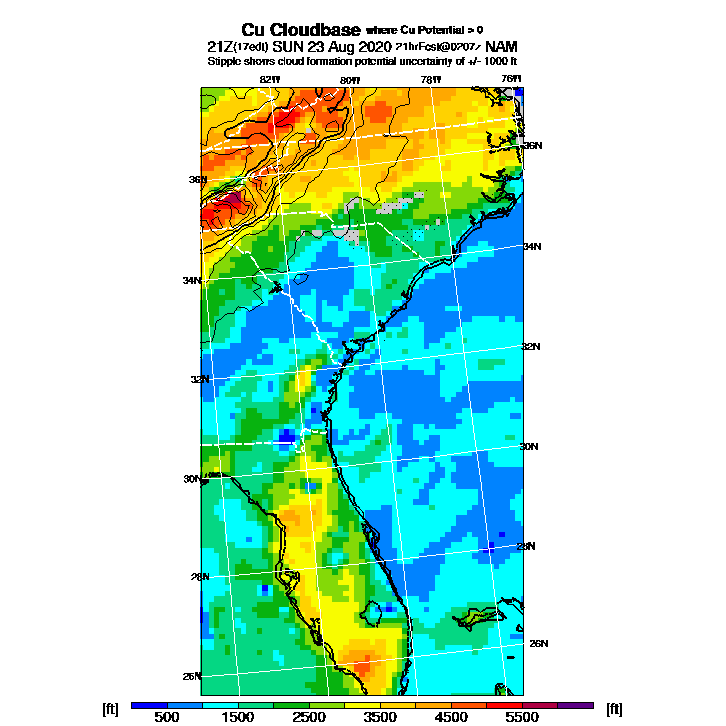 Cu Cloudbase where Cu Potential > 0
21Z(17edt) SUN 23 Aug 2020 21hrFcst@0207z NAM
Stipple shows cloud formation potential uncertainty of +/- 1000 ft
82W 80W 78W 76W
36N
36N
34N
34N
32N
32N
30N
30N
28N
28N
26N
26N
[ft] 500 1500 2500 3500 4500 5500 [ft]